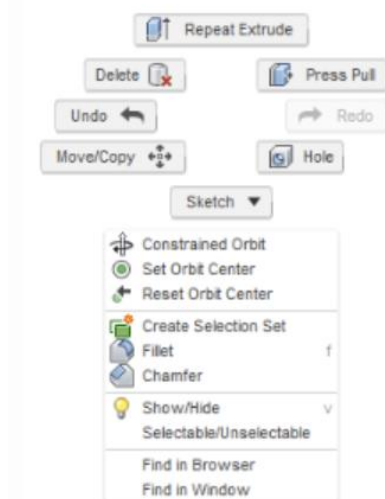 Repeat Extrude
Delete Press Pull
Undo Redo
Move/Copy Hole
Sketch
Constrained Orbit
Set Orbit Center
Reset Orbit Center
Create Selection Set
Fillet f
Chamfer
Show/Hide v
Selectable/Unselectable
Find in Browser
Find in Window